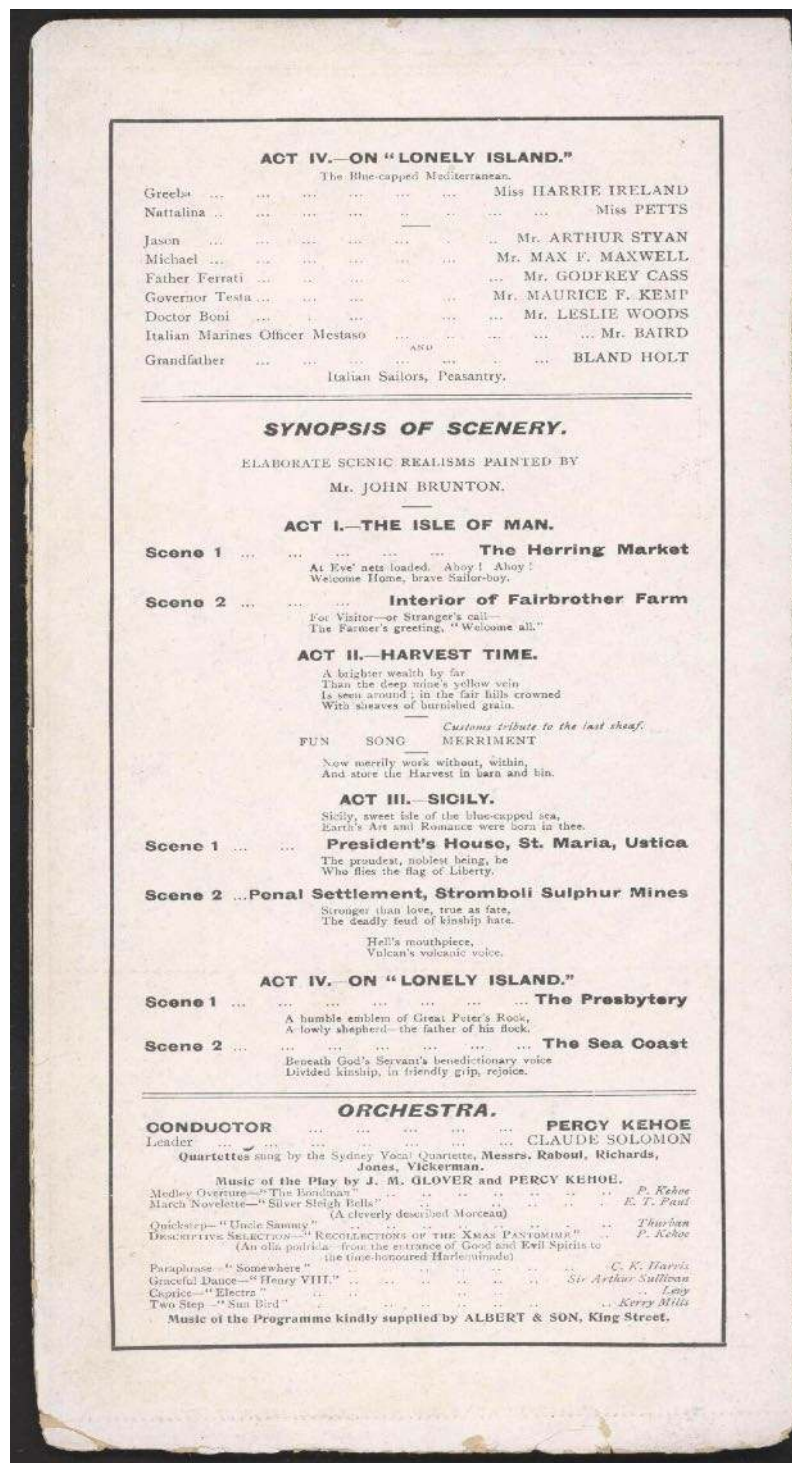 ACT IV.—ON "LONELY ISLAND."
The Blue-capped Mediterranean.
Greeba ... ... ... ... ... ... Miss HARRIE IRELAND
Nattalina .. ... ... .. .. ... ... Miss PETTS
Jason ... ... ... ... . .. Mr. ARTHUR STYAN
Michael ... ... ... ... ... Mr. MAX F. MAXWELL
Father Ferrati ... .. ... ... ... Mr. GODFREY CASS
Governor Testa ... ... ... ... Mr. MAURICE F. KEMP
Doctor Boni ... . ... ... ... Mr. LESLIE WOODS
Italian Marines Officer Mestaso ... .. ... ... ... Mr. BAIRD
AND
Grandfather ... ... ... ... .. ... BLAND HOLT
Italian Sailors, Peasantry.
SYNOPSIS OF SCENERY.
ELABORATE SCENIC REALISMS PAINTED BY
Mr. JOHN BRUNTON.
ACT I.—THE ISLE OF MAN.
Scene 1 ... ... ... ... ... The Herring Market
At Eve' nets loaded. Ahoy! Ahoy!
Welcome Home, brave Sailor-boy.
Scene 2 ... ... ... Interior of Fairbrother Farm
For Visitor—or Stranger's call—
The Farmer's greeting, "Welcome all."
ACT II.—HARVEST TIME.
A brighter wealth by far
Than the deep mine's yellow vein
Is seen around; in the fair hills crowned
With sheaves of burnished grain.
Customs tribute to the last sheaf.
FUN SONG MERRIMENT
Now merrily work without, within,
And store the Harvest in barn and bin.
ACT III.—SICILY.
Sicily, sweet isle of the blue-capped sea,
Earth's Art and Romance were born in thee.
Scene 1 ... ... President's House, St. Maria, Ustica
The proudest, noblest being, he
Who flies the flag of Liberty.
Scene 2 ...Penal Settlement, Stromboli Sulphur Mines
Stronger than love, true as fate,
The deadly feud of kinship hate.
Hell's mouthpiece,
Vulcan's volcanic voice.
ACT IV.—ON "LONELY ISLAND."
Scene 1 ... ... ... ... ... ... ... The Presbytery
A humble emblem of Great Peter's Rock,
A lowly shepherd—the father of his flock.
Scene 2 ... ... ... ... ... ... ... The Sea Coast
Beneath God's Servant's benedictionary voice
Divided kinship, in friendly grip, rejoice.
ORCHESTRA.
CONDUCTOR ... ... ... ... ... PERCY KEHOE
Leader ... ... ... ... ... ... ... CLAUDE SOLOMON
Quartettes sung by the Sydney Vocal Quartette, Messrs. Raboul, Richards,
Jones, Vickerman.
Music of the Play by J. M. GLOVER and PERCY KEHOE.
Medley Overture—"The Bondman" .. .. .. .. .. .. P. Kehoe
March Novelette—"Silver Sleigh Bells" .. .. .. .. .. E. T. Paul
(A cleverly described Morceau)
Quickstep—"Uncle Sammy" .. .. .. .. .. .. Thurban
DESCRIPTIVE SELECTION—"RECOLLECTIONS OF THE XMAS PANTOMIME" .. P. Kehoe
(An olla podrida—from the entrance of Good and Evil Spirits to
the time-honoured Harlequinade)
Paraphrase—"Somewhere" .. .. .. .. .. .. C. K. Harris
Graceful Dance—"Henry VIII." .. .. .. .. .. Sir Arthur Sullivan
Caprice—"Electra" .. .. .. .. .. .. Levy
Two Step—"Sun Bird" . .. .. .. .. .. Kerry Mills
Music of the Programme kindly supplied by ALBERT & SON, King Street.